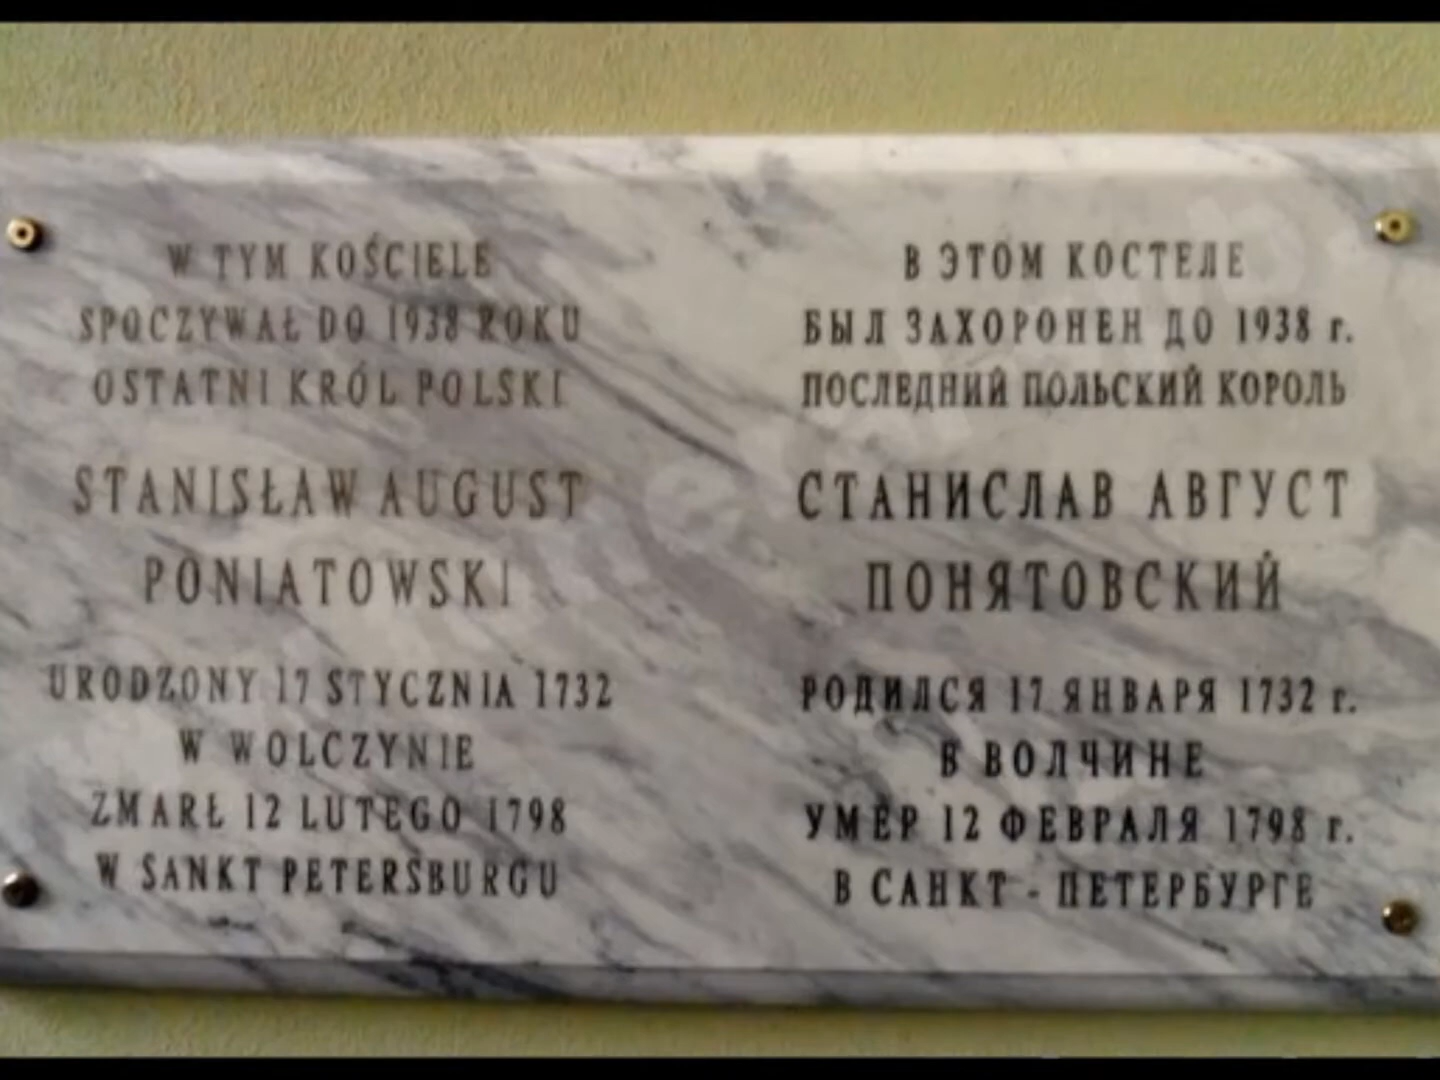 W TYM KOŚCIELE
SPOCZYWAŁ DO 1938 ROKU
OSTATNI KRÓL POLSKI
STANISŁAW AUGUST
PONIATOWSKI
URODZONY 17 STYCZNIA 1732
W WOLCZYNIE
ZMARŁ 12 LUTEGO 1798
W SANKT PETERSBURGU
В ЭТОМ КОСТЕЛЕ
БЫЛ ЗАХОРОНЕН ДО 1938 г.
ПОСЛЕДНИЙ ПОЛЬСКИЙ КОРОЛЬ
СТАНИСЛАВ АВГУСТ
ПОНЯТОВСКИЙ
РОДИЛСЯ 17 ЯНВАРЯ 1732 г.
В ВОЛЧИНЕ
УМЕР 12 ФЕВРАЛЯ 1798 г.
В САНКТ - ПЕТЕРБУРГЕ